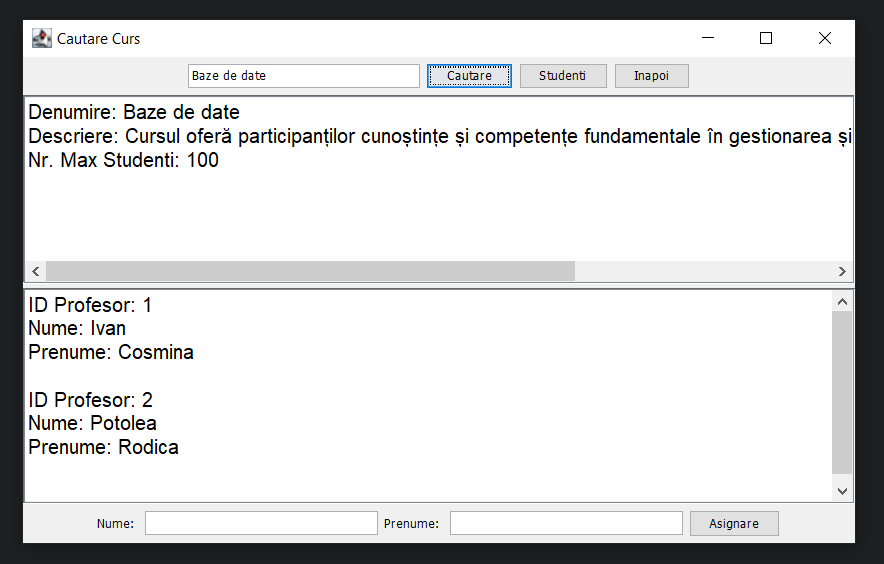 Cautare Curs
Baze de date Cautare Studenti Inapoi
Denumire: Baze de date
Descriere: Cursul oferă participanților cunoștințe și competențe fundamentale în gestionarea și
Nr. Max Studenti: 100
ID Profesor: 1
Nume: Ivan
Prenume: Cosmina
ID Profesor: 2
Nume: Potolea
Prenume: Rodica
Nume: Prenume: Asignare